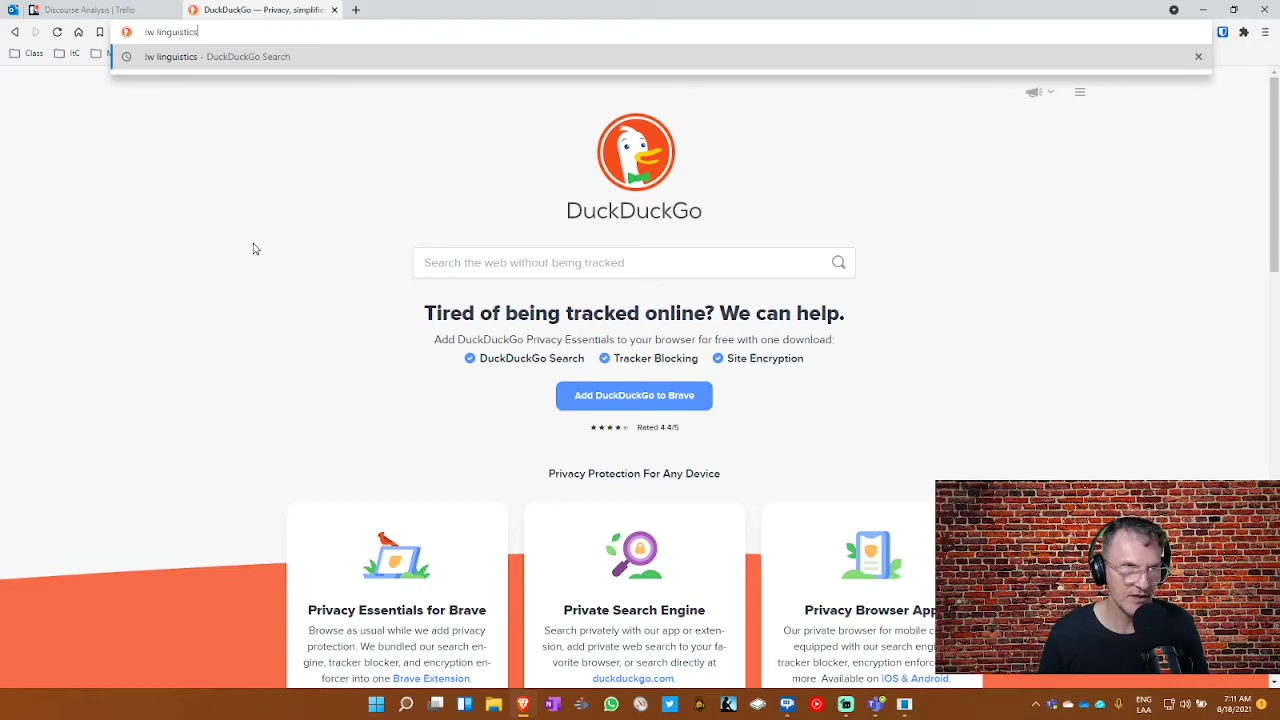 Discourse Analysis | Trello
DuckDuckGo — Privacy, simplifie
!w linguistics
Class
ItC
!w linguistics - DuckDuckGo Search
DuckDuckGo
Search the web without being tracked
Tired of being tracked online? We can help.
Add DuckDuckGo Privacy Essentials to your browser for free with one download:
DuckDuckGo Search
Tracker Blocking
Site Encryption
Add DuckDuckGo to Brave
Rated 4.4/5
Privacy Protection For Any Device
Privacy Essentials for Brave
Browse as usual while we add privacy
protection. We bundled our search en-
gine, tracker blocker, and encryption en-
forcer into one Brave Extension.
Private Search Engine
Search privately with our app or exten-
sion, add private web search to your fa-
vorite browser, or search directly at
duckduckgo.com.
Privacy Browser App
Our private browser for mobile c
equipped with our search engi
tracker blocker, encryption enforce
more. Available on iOS & Android.
ENG
LAA
7:11 AM
8/18/2021